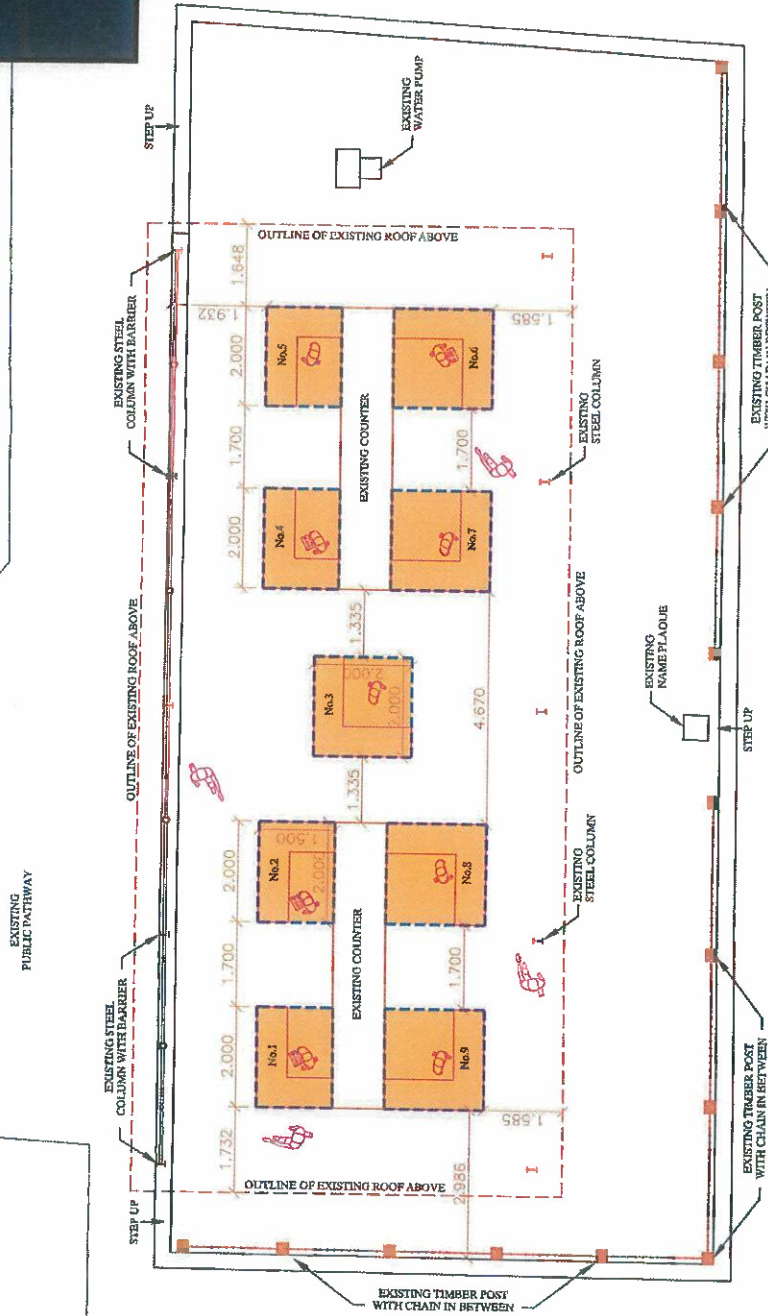 EXISTING
PUBLIC PATHWAY
STEP UP
EXISTING STEEL
COLUMN WITH BARRIER
OUTLINE OF EXISTING ROOF ABOVE
EXISTING STEEL
COLUMN WITH BARRIER
STEP UP
1.732
2.000
1.700
2.000
2.000
1.700
2.000
1.648
1.932
OUTLINE OF EXISTING ROOF ABOVE
No.1
No.2
1.500
2.000
1.335
No.3
2.000
2.000
1.335
No.4
No.5
OUTLINE OF EXISTING ROOF ABOVE
EXISTING
WATER PUMP
EXISTING COUNTER
EXISTING COUNTER
No.9
1.700
No.8
4.670
No.7
1.700
No.6
1.585
1.585
2.986
EXISTING
STEEL COLUMN
OUTLINE OF EXISTING ROOF ABOVE
EXISTING
STEEL COLUMN
EXISTING
NAME PLAQUE
STEP UP
EXISTING TIMBER POST
WITH CHAIN IN BETWEEN
EXISTING TIMBER POST
WITH CHAIN IN BETWEEN
EXISTING TIMBER POST